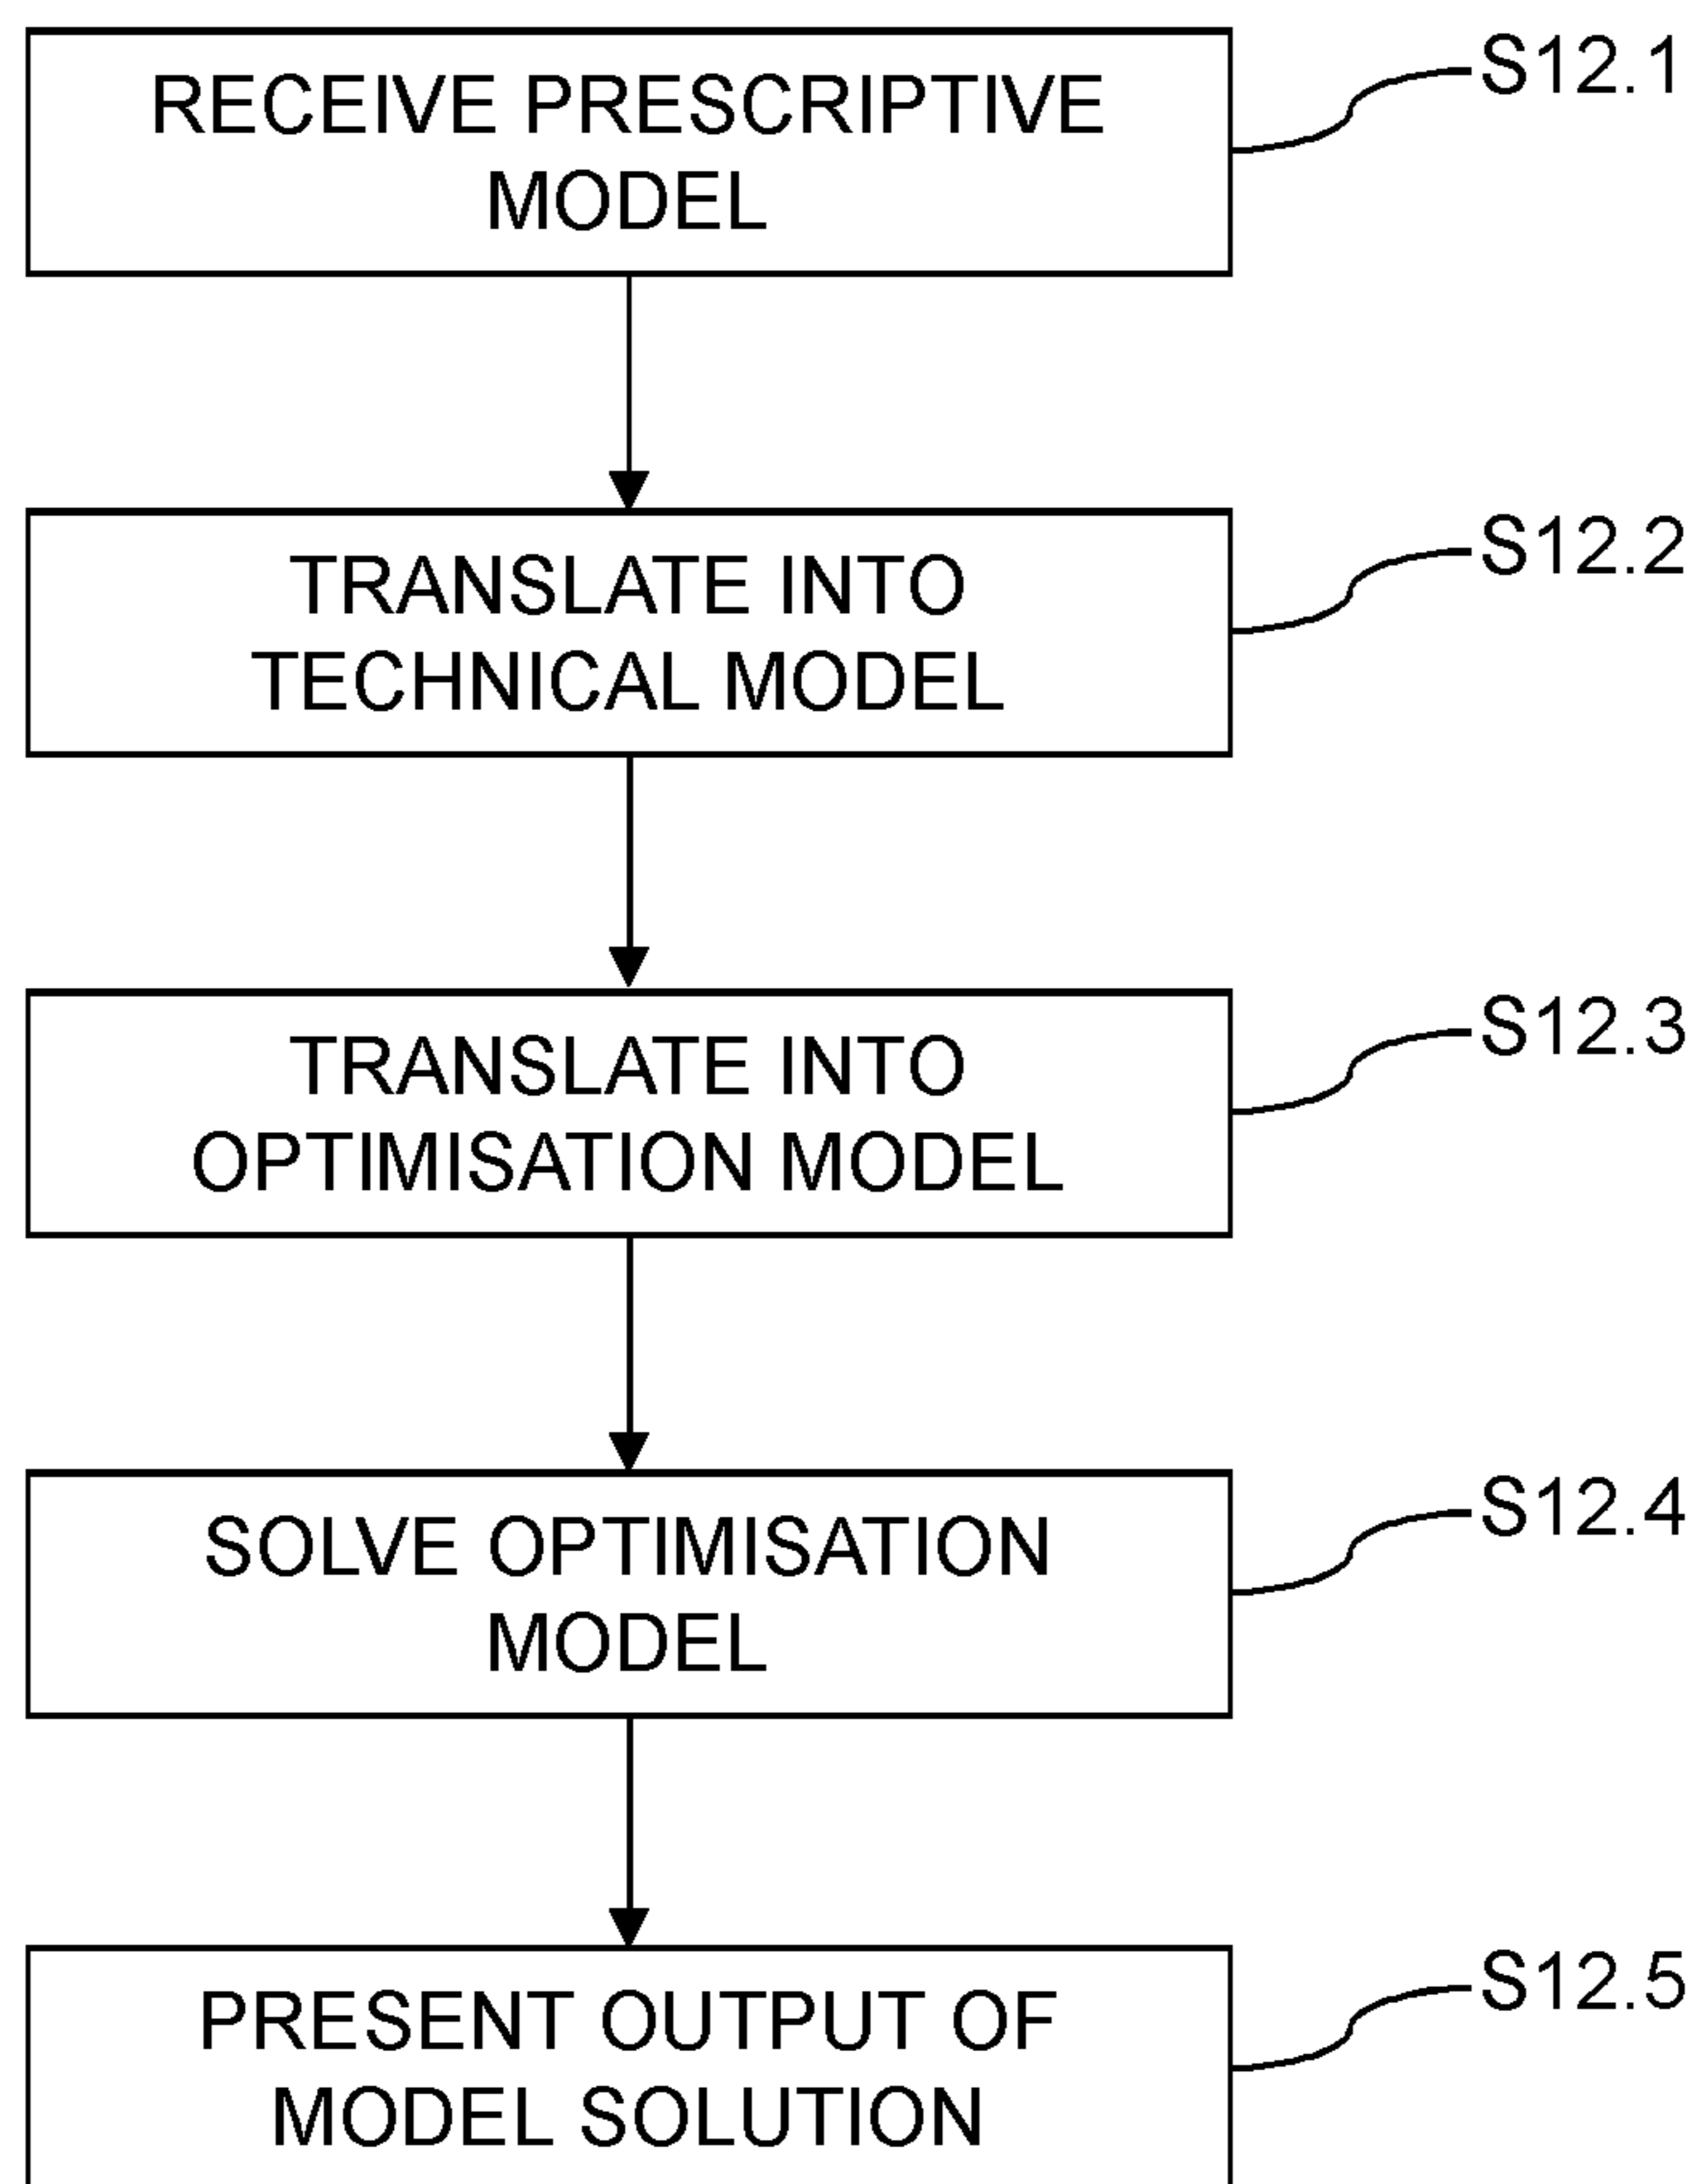 RECEIVE PRESCRIPTIVE
MODEL
S12.1
TRANSLATE INTO
TECHNICAL MODEL
S12.2
TRANSLATE INTO
OPTIMISATION MODEL
S12.3
SOLVE OPTIMISATION
MODEL
S12.4
PRESENT OUTPUT OF
MODEL SOLUTION
S12.5